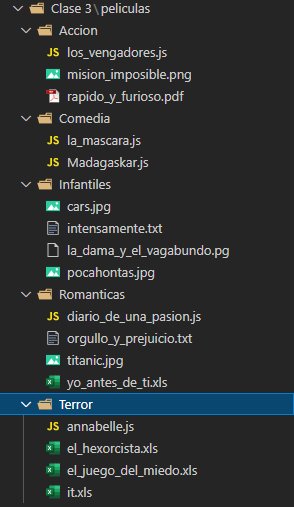 Clase 3\peliculas
Accion
JS los_vengadores.js
mision_imposible.png
rapido_y_furioso.pdf
Comedia
JS la_mascara.js
JS Madagaskar.js
Infantiles
cars.jpg
intensamente.txt
la_dama_y_el_vagabundo.pg
pocahontas.jpg
Romanticas
JS diario_de_una_pasion.js
orgullo_y_prejuicio.txt
titanic.jpg
yo_antes_de_ti.xls
Terror
JS annabelle.js
el_hexorcista.xls
el_juego_del_miedo.xls
it.xls